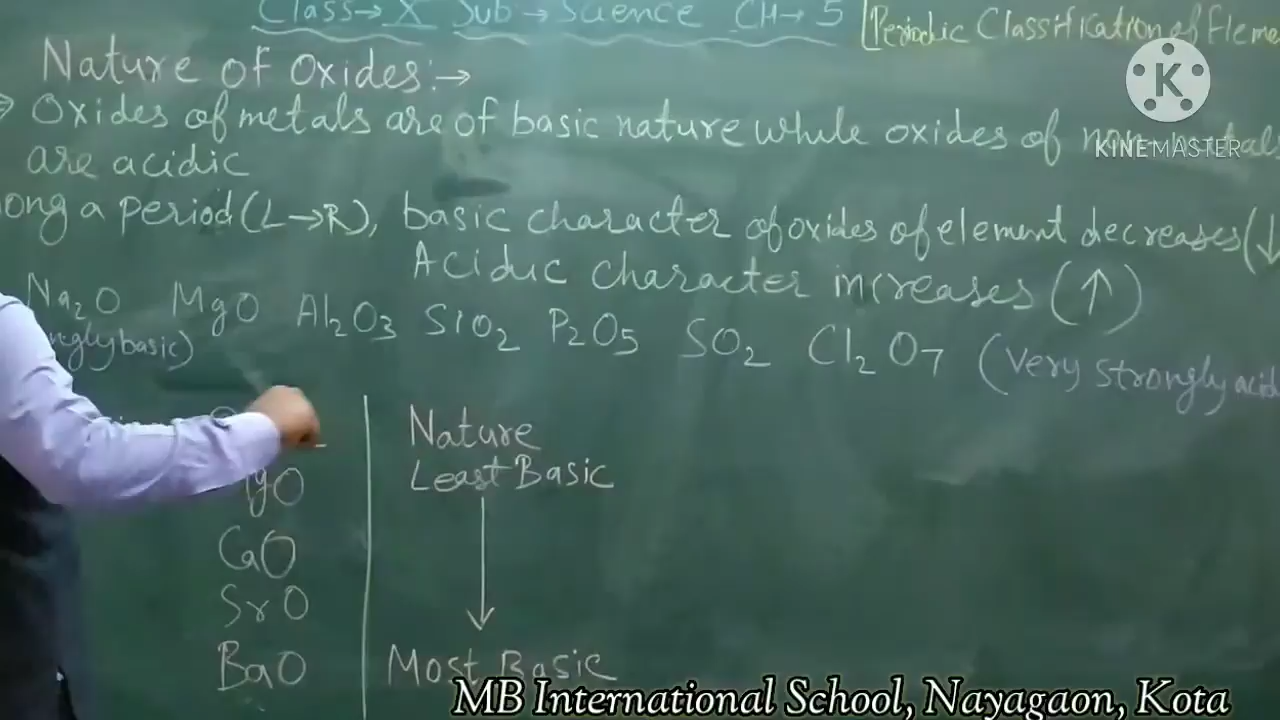 Class→ X Sub→ Science CH→ 5 [Periodic Classification of Eleme
Nature of Oxides:→
Oxides of metals are of basic nature while oxides of non-metals
are acidic
ong a period (L→R), basic character of oxides of element decreases(↓
Acidic character increases (↑)
Na₂O MgO Al₂O₃ SiO₂ P₂O₅ SO₂ Cl₂O₇ (Very strongly acid
nglybasic)
Nature
gO Least Basic
CaO
SrO
BaO Most Basic
K
KINEMASTER
MB International School, Nayagaon, Kota